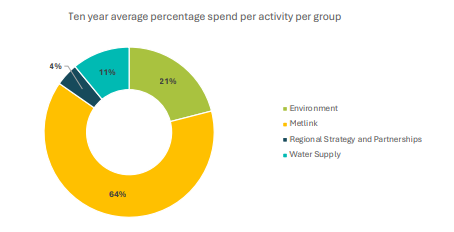 Ten year average percentage spend per activity per group
4%
11%
21%
64%
Environment
Metlink
Regional Strategy and Partnerships
Water Supply